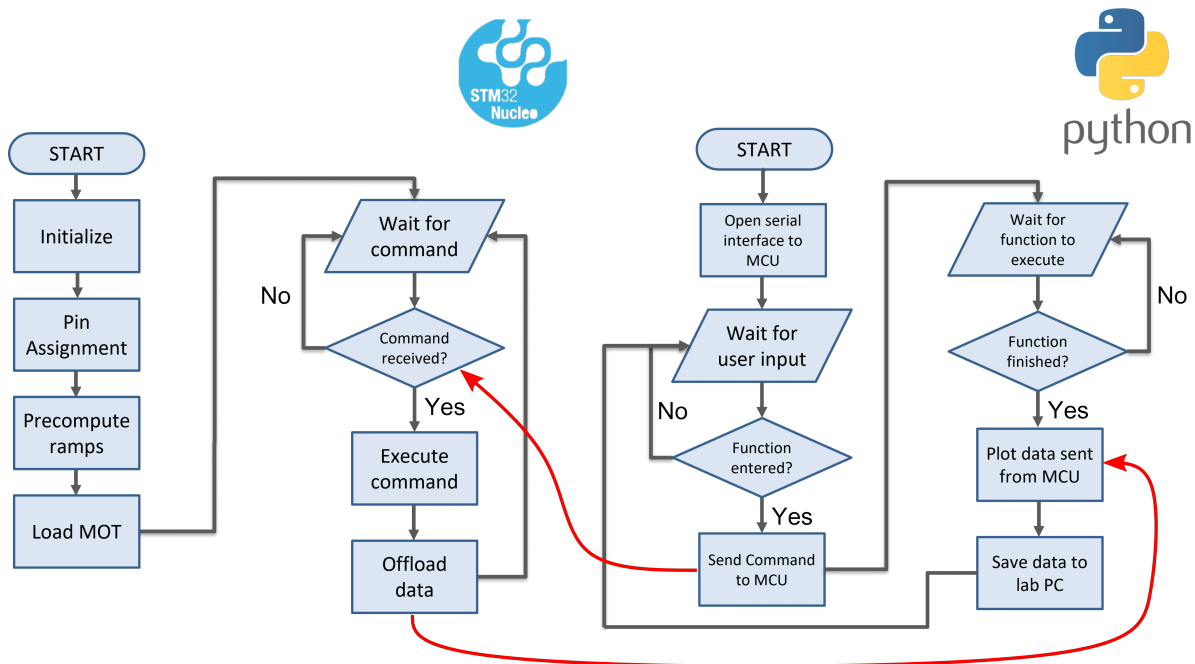 STM32
Nucleo
python
START
Initialize
Pin
Assignment
Precompute
ramps
Load MOT
Wait for
command
No
Command
received?
Yes
Execute
command
Offload
data
START
Open serial
interface to
MCU
Wait for
user input
No
Function
entered?
Yes
Send Command
to MCU
Wait for
function to
execute
No
Function
finished?
Yes
Plot data sent
from MCU
Save data to
lab PC